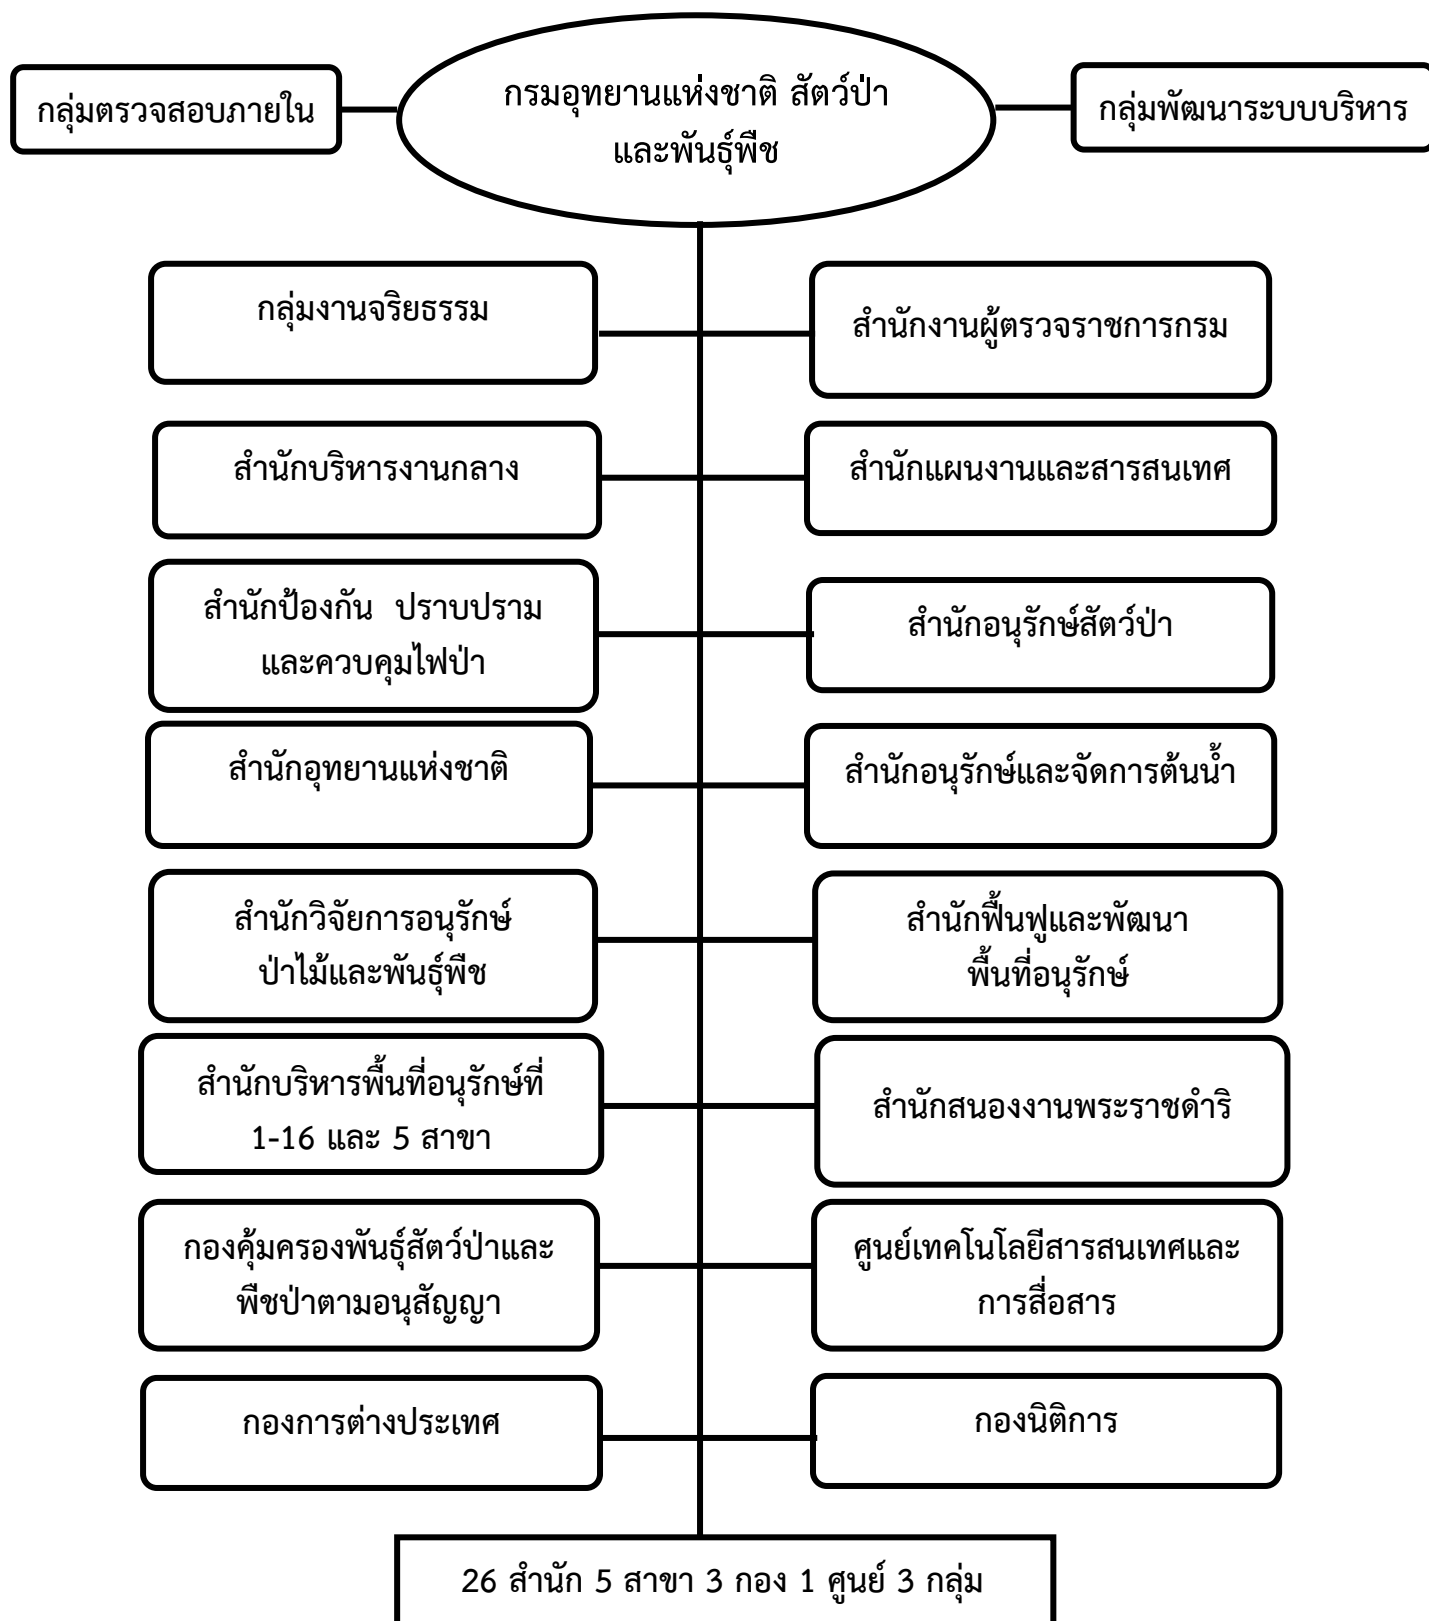 กรมอุทยานแห่งชาติ สัตว์ป่า
และพันธุ์พืช
กลุ่มตรวจสอบภายใน
กลุ่มพัฒนาระบบบริหาร
กลุ่มงานจริยธรรม
สำนักงานผู้ตรวจราชการกรม
สำนักบริหารงานกลาง
สำนักแผนงานและสารสนเทศ
สำนักป้องกัน ปราบปราม
และควบคุมไฟป่า
สำนักอนุรักษ์สัตว์ป่า
สำนักอุทยานแห่งชาติ
สำนักอนุรักษ์และจัดการต้นน้ำ
สำนักวิจัยการอนุรักษ์
ป่าไม้และพันธุ์พืช
สำนักฟื้นฟูและพัฒนา
พื้นที่อนุรักษ์
สำนักบริหารพื้นที่อนุรักษ์ที่
1-16 และ 5 สาขา
สำนักสนองงานพระราชดำริ
กองคุ้มครองพันธุ์สัตว์ป่าและ
พืชป่าตามอนุสัญญา
ศูนย์เทคโนโลยีสารสนเทศและ
การสื่อสาร
กองการต่างประเทศ
กองนิติการ
26 สำนัก 5 สาขา 3 กอง 1 ศูนย์ 3 กลุ่ม